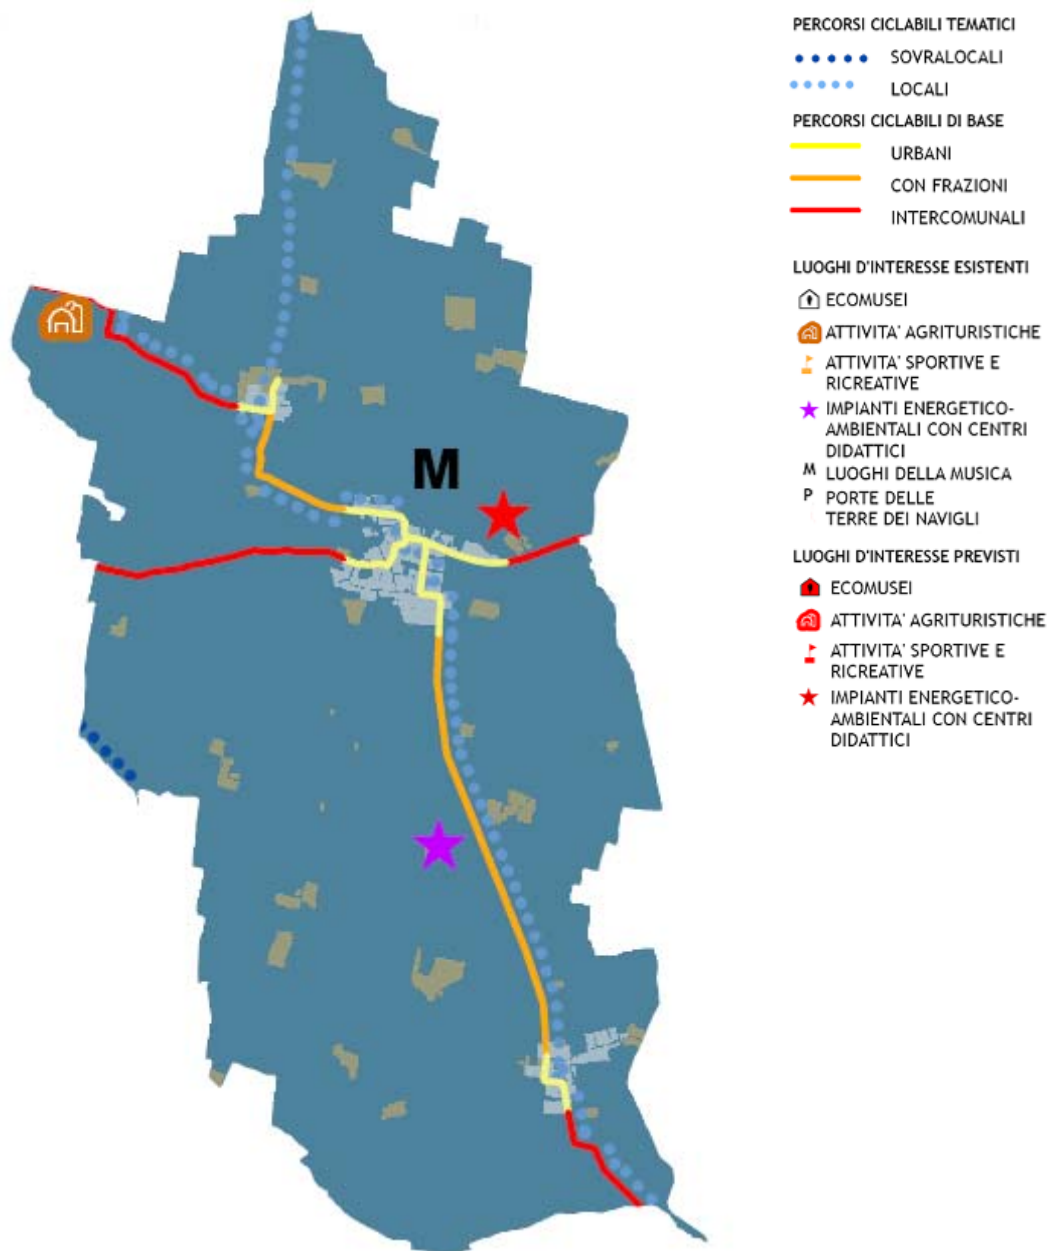 PERCORSI CICLABILI TEMATICI
SOVRALOCALI
LOCALI
PERCORSI CICLABILI DI BASE
URBANI
CON FRAZIONI
INTERCOMUNALI
LUOGHI D'INTERESSE ESISTENTI
ECOMUSEI
ATTIVITA' AGRITURISTICHE
ATTIVITA' SPORTIVE E
RICREATIVE
IMPIANTI ENERGETICO-
AMBIENTALI CON CENTRI
DIDATTICI
M LUOGHI DELLA MUSICA
P PORTE DELLE
TERRE DEI NAVIGLI
LUOGHI D'INTERESSE PREVISTI
ECOMUSEI
ATTIVITA' AGRITURISTICHE
ATTIVITA' SPORTIVE E
RICREATIVE
IMPIANTI ENERGETICO-
AMBIENTALI CON CENTRI
DIDATTICI
M